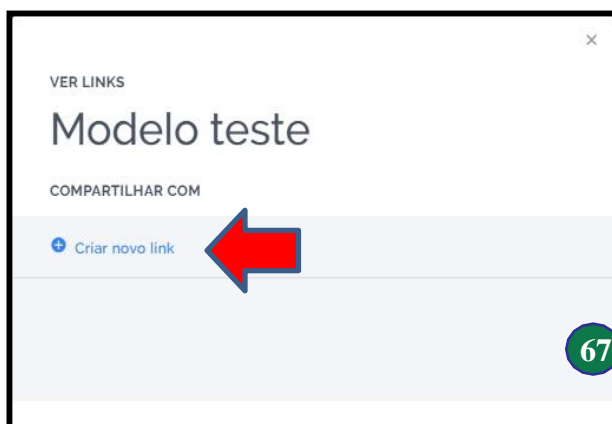 VER LINKS
Modelo teste
COMPARTILHAR COM
Criar novo link
67